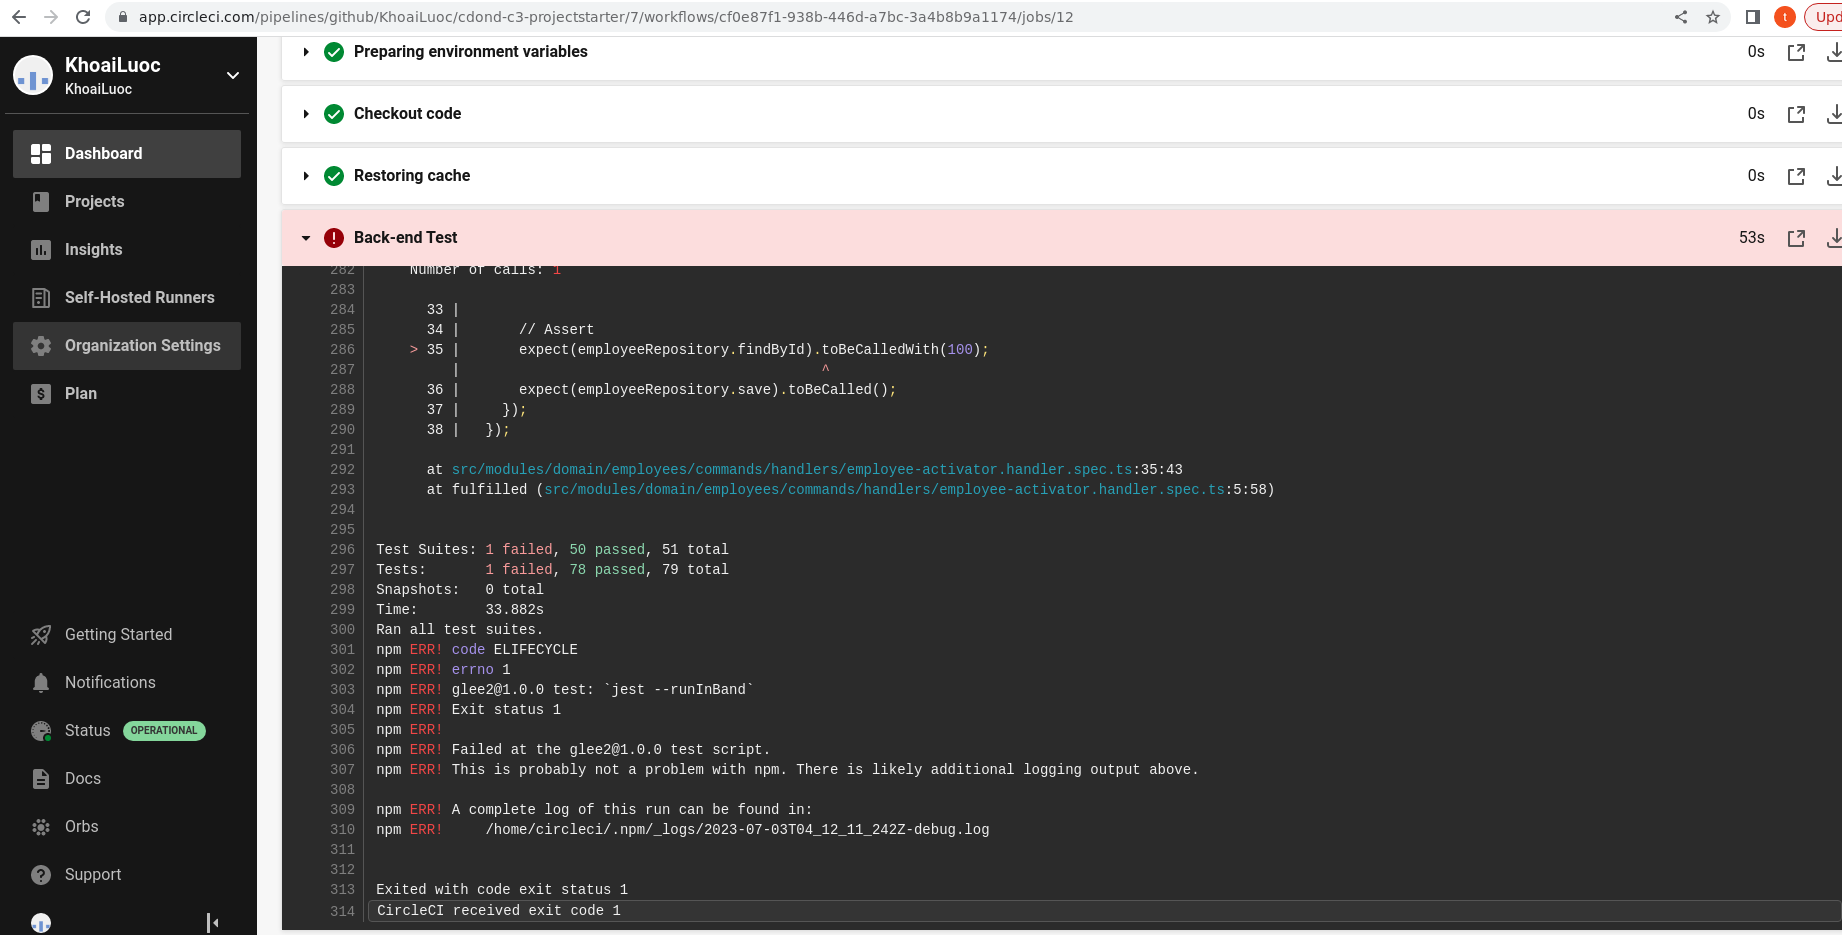 app.circleci.com/pipelines/github/KhoaiLuoc/cdond-c3-projectstarter/7/workflows/cf0e87f1-938b-446d-a7bc-3a4b8b9a1174/jobs/12
t
Upd
KhoaiLuoc
KhoaiLuoc
Dashboard
Projects
Insights
Self-Hosted Runners
Organization Settings
Plan
Getting Started
Notifications
Status OPERATIONAL
Docs
Orbs
Support
Preparing environment variables 0s
Checkout code 0s
Restoring cache 0s
Back-end Test 53s
282 Number of calls: 1
283
284 33 |
285 34 | // Assert
286 > 35 | expect(employeeRepository.findById).toBeCalledWith(100);
287 | ^
288 36 | expect(employeeRepository.save).toBeCalled();
289 37 | });
290 38 | });
291
292 at src/modules/domain/employees/commands/handlers/employee-activator.handler.spec.ts:35:43
293 at fulfilled (src/modules/domain/employees/commands/handlers/employee-activator.handler.spec.ts:5:58)
294
295
296 Test Suites: 1 failed, 50 passed, 51 total
297 Tests: 1 failed, 78 passed, 79 total
298 Snapshots: 0 total
299 Time: 33.882s
300 Ran all test suites.
301 npm ERR! code ELIFECYCLE
302 npm ERR! errno 1
303 npm ERR! glee2@1.0.0 test: `jest --runInBand`
304 npm ERR! Exit status 1
305 npm ERR!
306 npm ERR! Failed at the glee2@1.0.0 test script.
307 npm ERR! This is probably not a problem with npm. There is likely additional logging output above.
308
309 npm ERR! A complete log of this run can be found in:
310 npm ERR! /home/circleci/.npm/_logs/2023-07-03T04_12_11_242Z-debug.log
311
312
313 Exited with code exit status 1
314 CircleCI received exit code 1